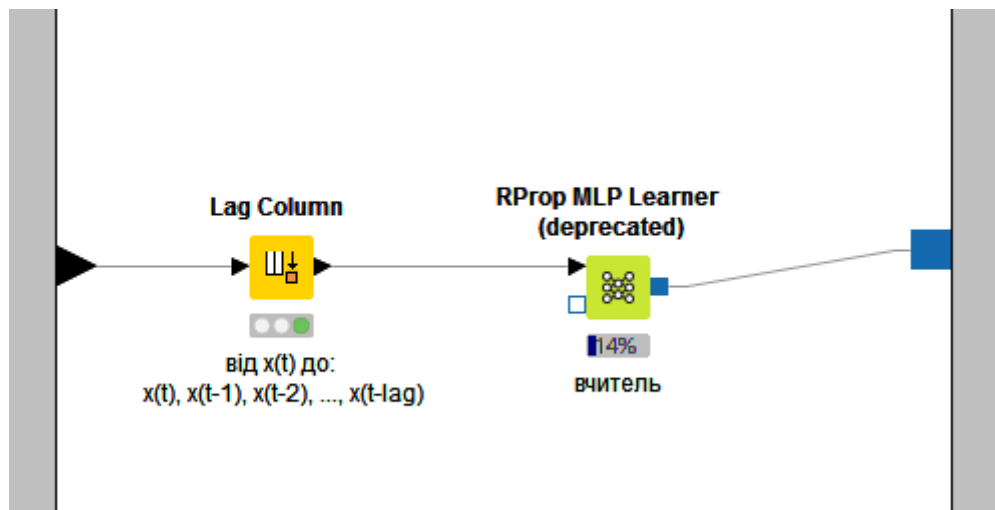 Lag Column
RProp MLP Learner
(deprecated)
14%
від x(t) до:
x(t), x(t-1), x(t-2), ..., x(t-lag)
вчитель